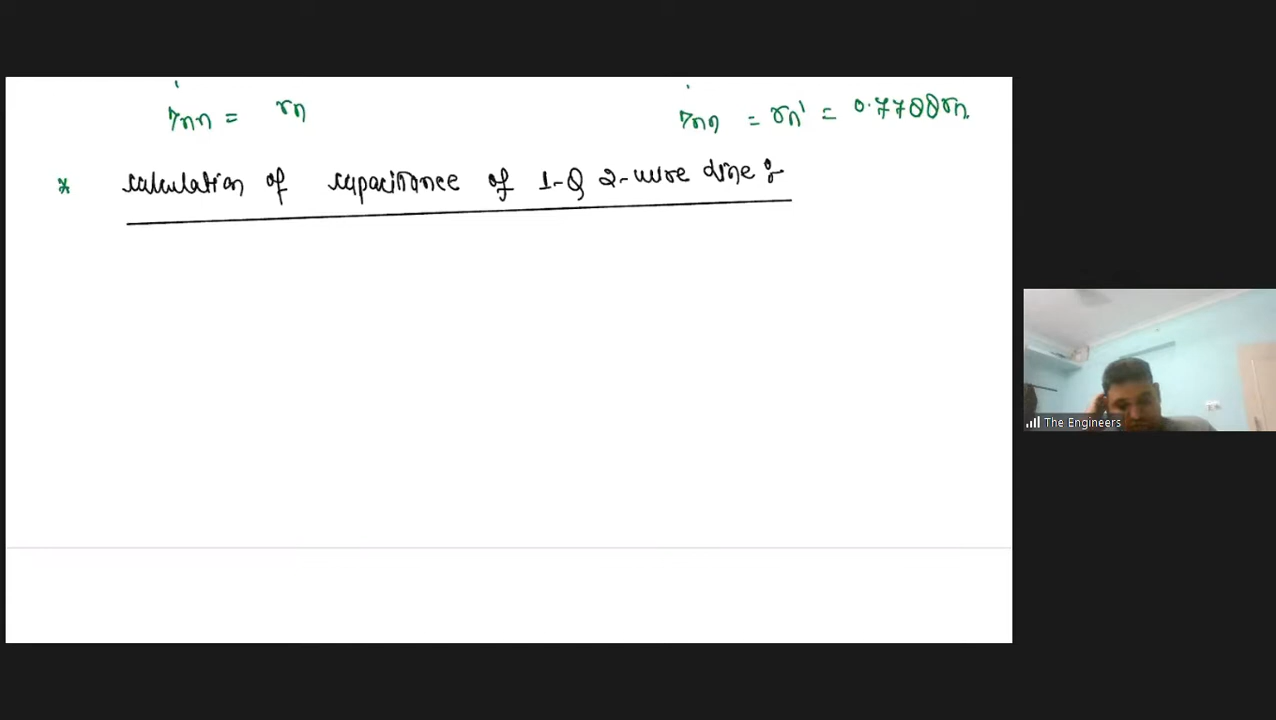 rnn = rn
rnn = rn' = 0.7788rn.
* calculation of capacitance of 1-Φ 2-wire line :
The Engineers